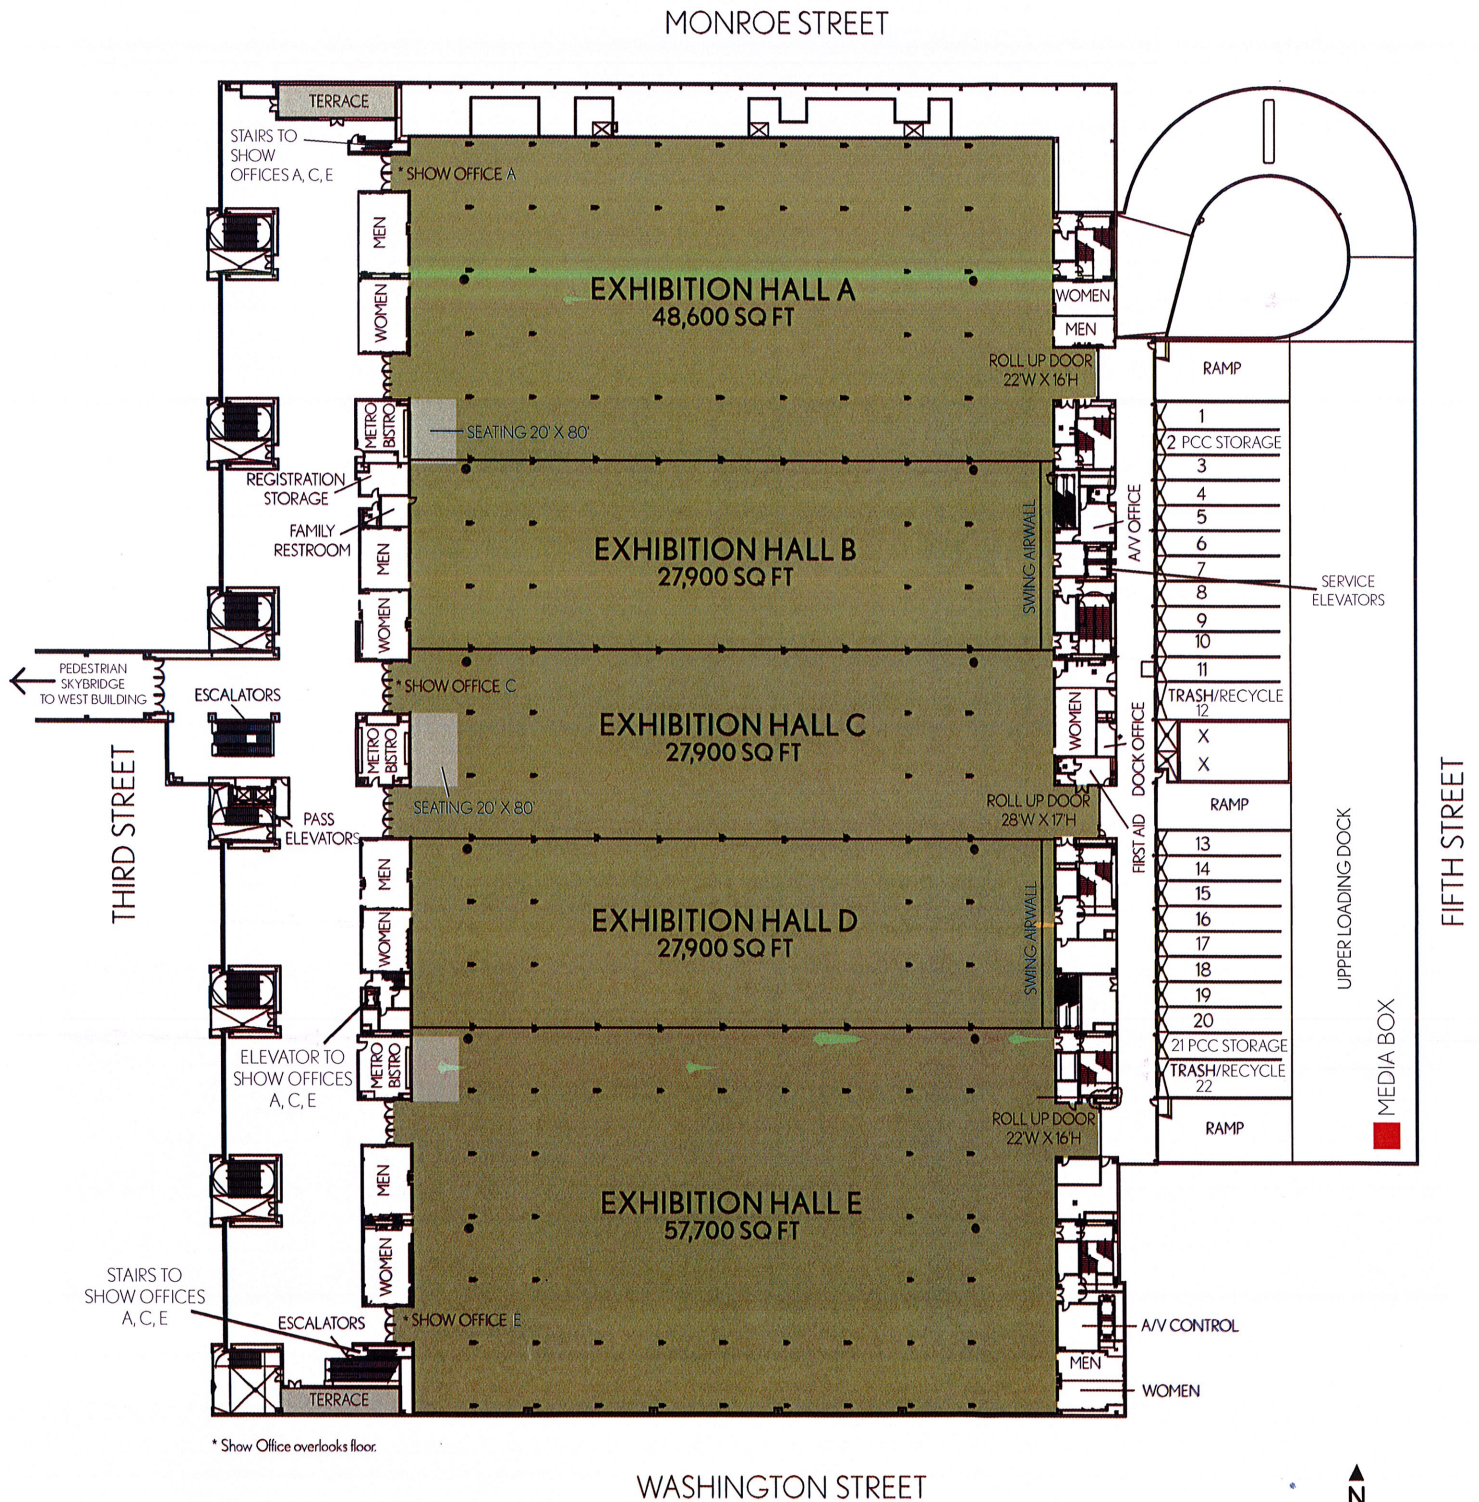 MONROE STREET
TERRACE
STAIRS TO
SHOW
OFFICES A, C, E
* SHOW OFFICE A
MEN
WOMEN
EXHIBITION HALL A
48,600 SQ FT
WOMEN
MEN
ROLL UP DOOR
22'W X 16'H
RAMP
METRO
BISTRO
SEATING 20' X 80'
1
2 PCC STORAGE
3
4
5
6
7
8
9
10
11
TRASH/RECYCLE
12
X
X
RAMP
REGISTRATION
STORAGE
FAMILY
RESTROOM
MEN
WOMEN
EXHIBITION HALL B
27,900 SQ FT
SWING AIRWALL
A/V OFFICE
SERVICE
ELEVATORS
PEDESTRIAN
SKYBRIDGE
TO WEST BUILDING
ESCALATORS
* SHOW OFFICE C
METRO
BISTRO
EXHIBITION HALL C
27,900 SQ FT
WOMEN
DOCK OFFICE
FIRST AID
SEATING 20' X 80'
ROLL UP DOOR
28'W X 17'H
THIRD STREET
PASS
ELEVATORS
MEN
WOMEN
EXHIBITION HALL D
27,900 SQ FT
SWING AIRWALL
13
14
15
16
17
18
19
20
21 PCC STORAGE
TRASH/RECYCLE
22
RAMP
UPPER LOADING DOCK
FIFTH STREET
MEDIA BOX
ELEVATOR TO
SHOW OFFICES
A, C, E
METRO
BISTRO
ROLL UP DOOR
22'W X 16'H
MEN
WOMEN
EXHIBITION HALL E
57,700 SQ FT
STAIRS TO
SHOW OFFICES
A, C, E
ESCALATORS
* SHOW OFFICE E
TERRACE
A/V CONTROL
MEN
WOMEN
* Show Office overlooks floor.
WASHINGTON STREET
N